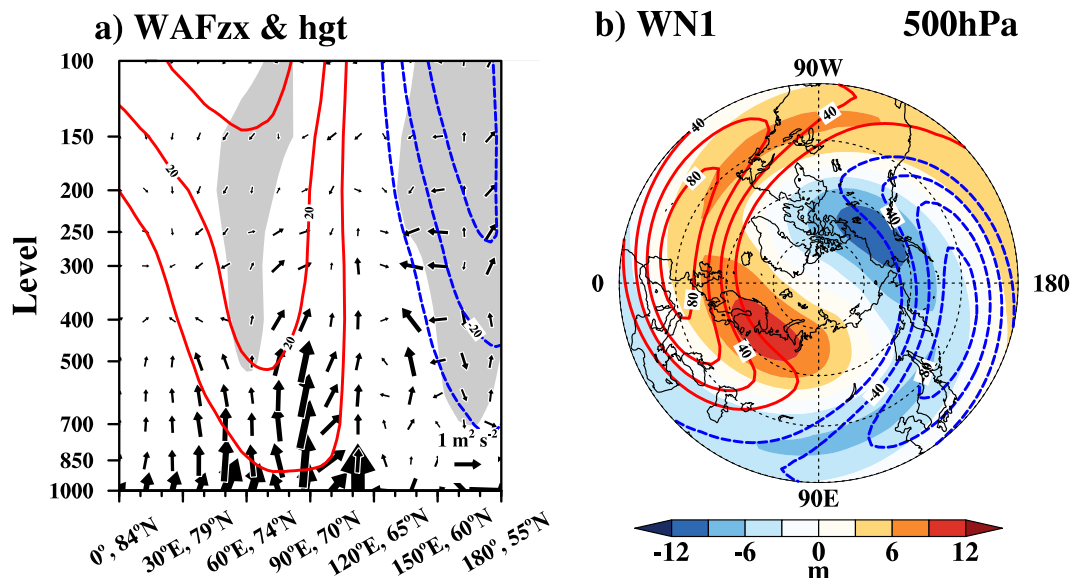 a) WAFzx & hgt
Level
100
150
200
250
300
400
500
700
850
1000
20
20
20
-20
1 m² s⁻²
0°, 84°N
30°E, 79°N
60°E, 74°N
90°E, 70°N
120°E, 65°N
150°E, 60°N
180°, 55°N
b) WN1 500hPa
90W
40
40
80
-40
0
180
80
40
-40
90E
-12 -6 0 6 12
m